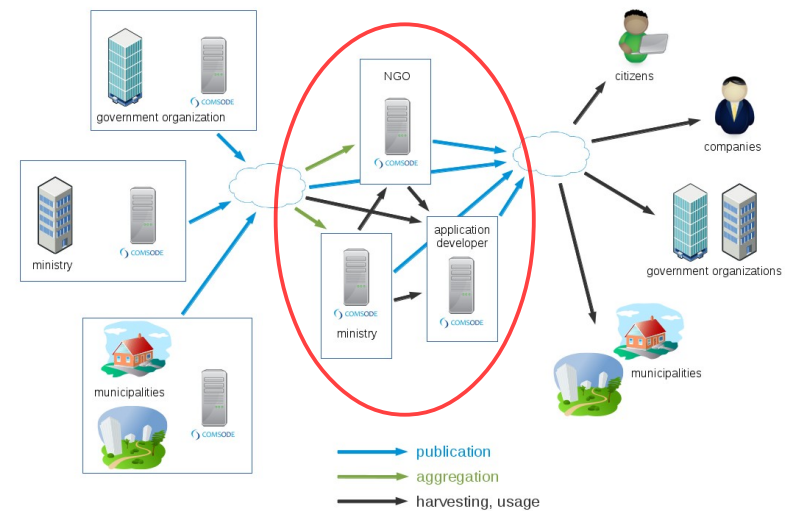 COMSODE
government organization
NGO
COMSODE
citizens
companies
COMSODE
ministry
application
developer
COMSODE
ministry
COMSODE
government organizations
municipalities
COMSODE
municipalities
publication
aggregation
harvesting, usage